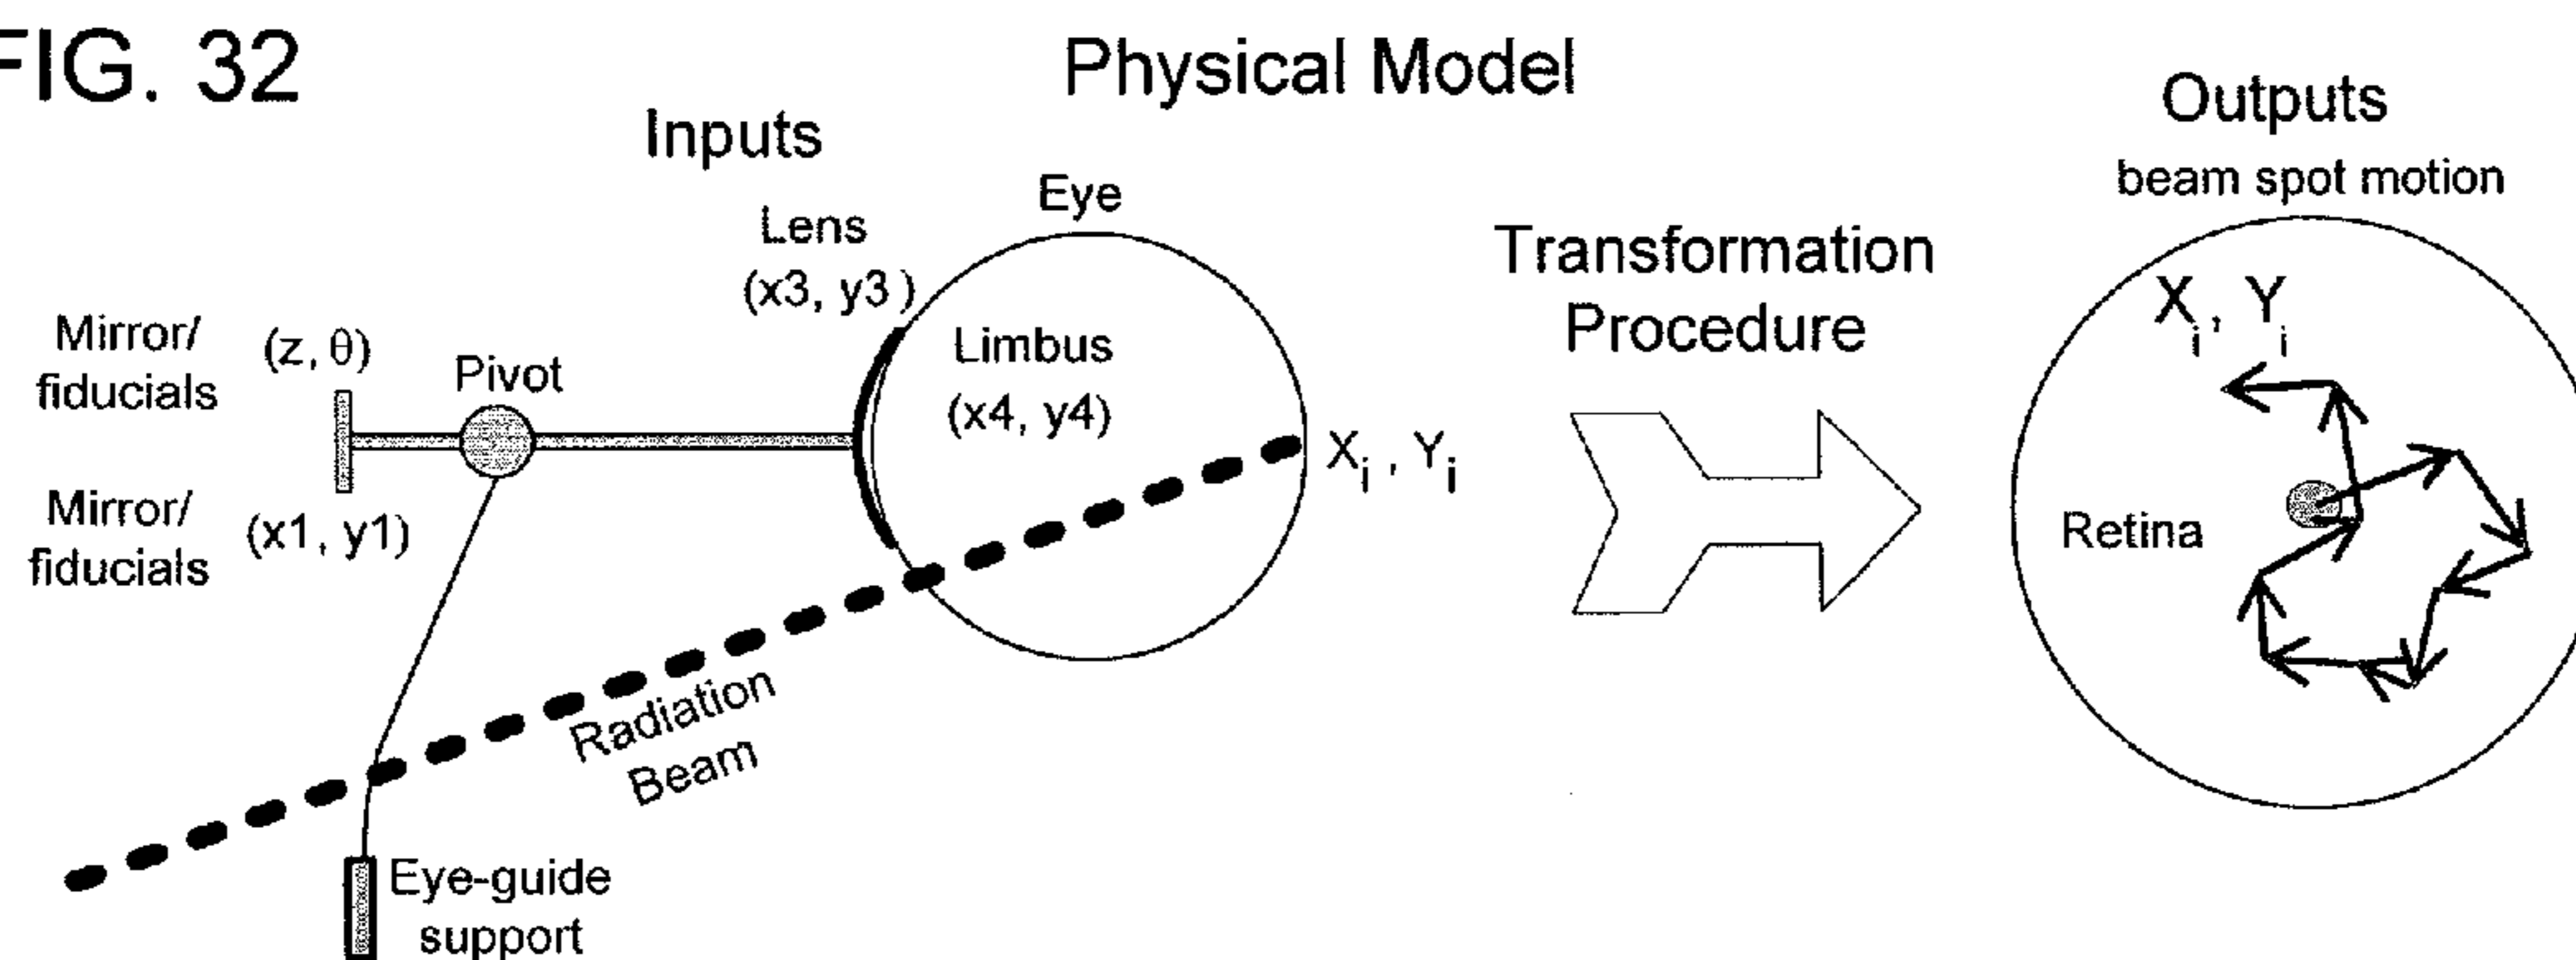 FIG. 32
Physical Model
Inputs
Outputs
beam spot motion
Eye
Lens
(x3, y3)
Transformation
Procedure
Xi, Yi
Mirror/
fiducials
(z, θ)
Pivot
Limbus
(x4, y4)
Xi, Yi
Mirror/
fiducials
(x1, y1)
Retina
Radiation
Beam
Eye-guide
support